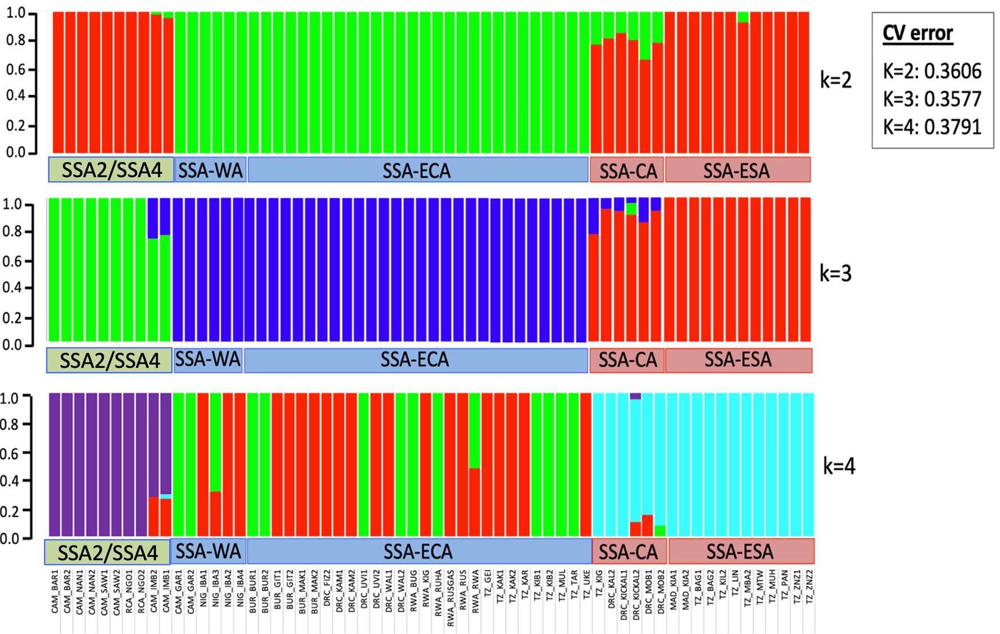 1.0
0.8
0.6
0.4
0.2
0.0
k=2
SSA2/SSA4 SSA-WA SSA-ECA SSA-CA SSA-ESA
CV error
K=2: 0.3606
K=3: 0.3577
K=4: 0.3791
1.0
0.8
0.6
0.4
0.2
0.0
k=3
SSA2/SSA4 SSA-WA SSA-ECA SSA-CA SSA-ESA
1.0
0.8
0.6
0.4
0.2
0.0
k=4
SSA2/SSA4 SSA-WA SSA-ECA SSA-CA SSA-ESA
CAM_BAR1
CAM_BAR2
CAM_NAN1
CAM_NAN2
CAM_SAW1
CAM_SAW2
RCA_NGO1
RCA_NGO2
CAM_IMB2
CAM_IMB1
CAM_GAR1
CAM_GAR2
NIG_IBA1
NIG_IBA3
NIG_IBA2
NIG_IBA4
BUR_BUR1
BUR_BUR2
BUR_GIT1
BUR_GIT2
BUR_MAK1
BUR_MAK2
DRC_FIZ2
DRC_KAM1
DRC_KAM2
DRC_UVI1
DRC_UVI2
DRC_WAL1
DRC_WAL2
RWA_BUG
RWA_KIG
RWA_RUHA
RWA_RUSGAS
RWA_RUS
RWA_RWA
TZ_GEI
TZ_KAK1
TZ_KAK2
TZ_KAR
TZ_KIB1
TZ_KIB2
TZ_MUL
TZ_TAR
TZ_UKE
TZ_KIG
DRC_KAL2
DRC_KICKAL1
DRC_KICKAL2
DRC_MOB1
DRC_MOB2
MAD_KIA1
MAD_KIA2
TZ_BAG1
TZ_BAG2
TZ_KIL2
TZ_LIN
TZ_MBA2
TZ_MTW
TZ_MUH
TZ_PAN
TZ_ZNZ1
TZ_ZNZ2